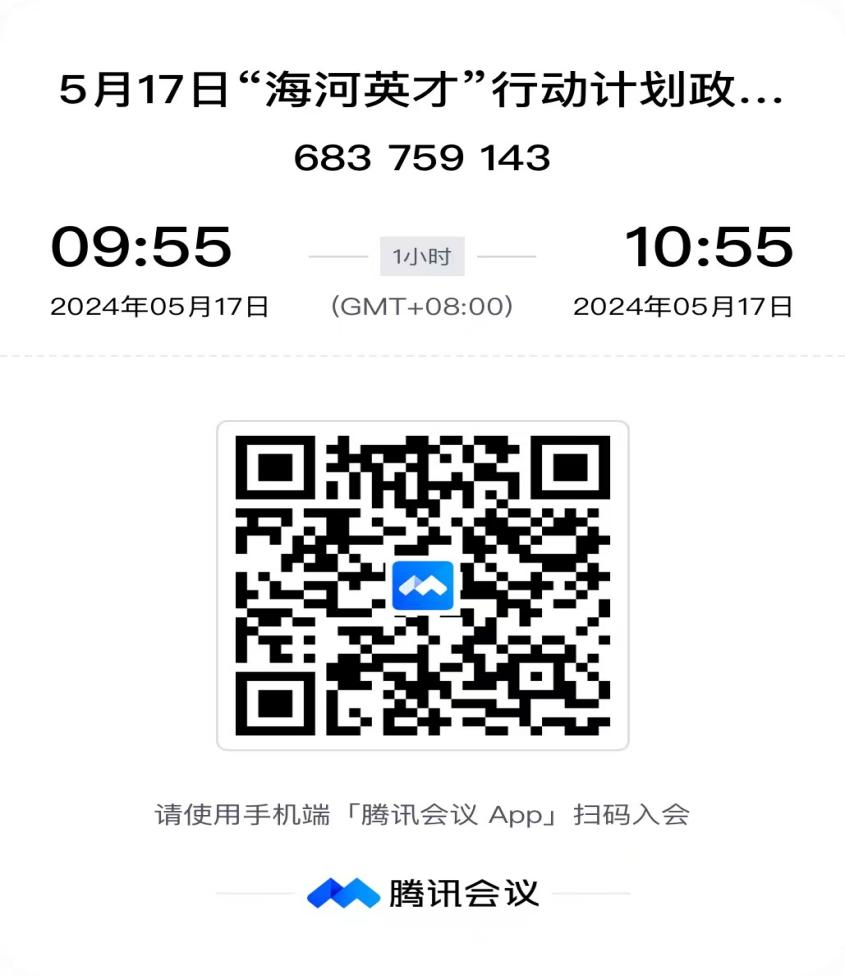 5月17日“海河英才”行动计划政...
683 759 143
09:55 1小时 10:55
2024年05月17日 (GMT+08:00) 2024年05月17日
请使用手机端「腾讯会议 App」扫码入会
腾讯会议